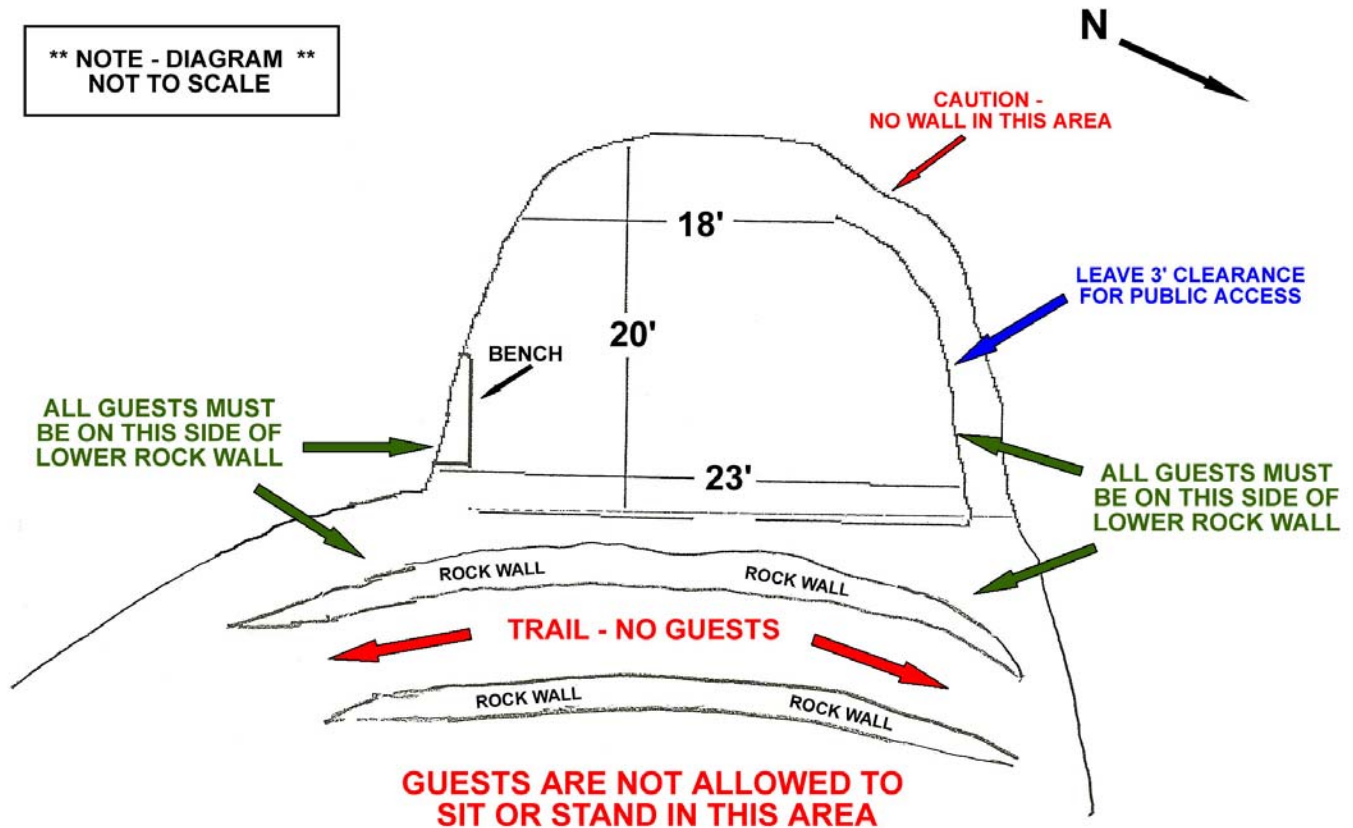 ** NOTE - DIAGRAM **
NOT TO SCALE
N
CAUTION -
NO WALL IN THIS AREA
18'
LEAVE 3' CLEARANCE
FOR PUBLIC ACCESS
20'
BENCH
ALL GUESTS MUST
BE ON THIS SIDE OF
LOWER ROCK WALL
23'
ALL GUESTS MUST
BE ON THIS SIDE OF
LOWER ROCK WALL
ROCK WALL
ROCK WALL
TRAIL - NO GUESTS
ROCK WALL
ROCK WALL
GUESTS ARE NOT ALLOWED TO
SIT OR STAND IN THIS AREA